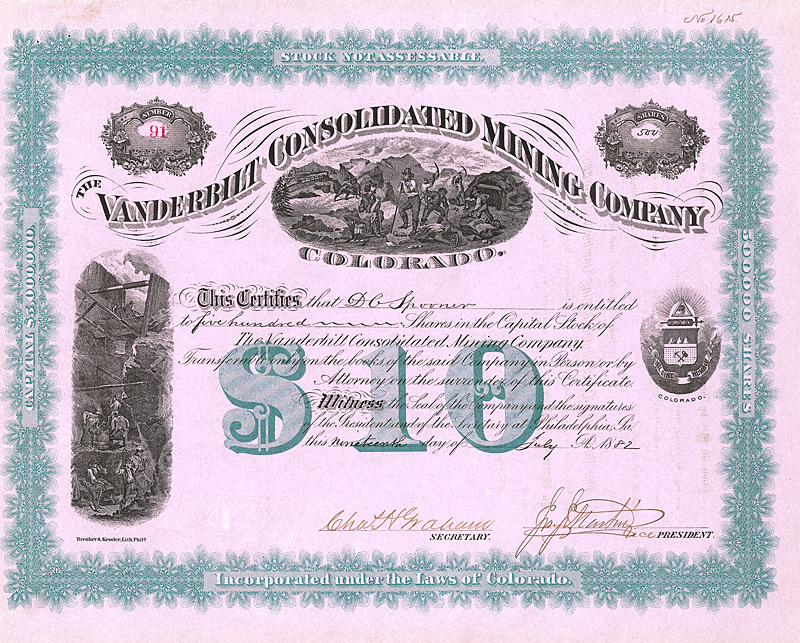 No 1615
STOCK NOT ASSESSABLE.
NUMBER
91
SHARES
500
THE VANDERBILT CONSOLIDATED MINING COMPANY
COLORADO.
CAPITAL $5,000,000.
500000 SHARES
This Certifies that D C Spooner is entitled
to five hundred Shares in the Capital Stock of
The Vanderbilt Consolidated Mining Company.
Transferable only on the books of the said Company in Person or by
Attorney on the surrender of this Certificate.
$10
Witness the Seal of the Company and the signatures
of the President and of the Secretary at Philadelphia, Pa.
this nineteenth day of July A.D. 1882
COLORADO.
Chas H Graham
SECRETARY.
Vice PRESIDENT.
Breuker & Kessler, Lith. Phila
Incorporated under the Laws of Colorado.